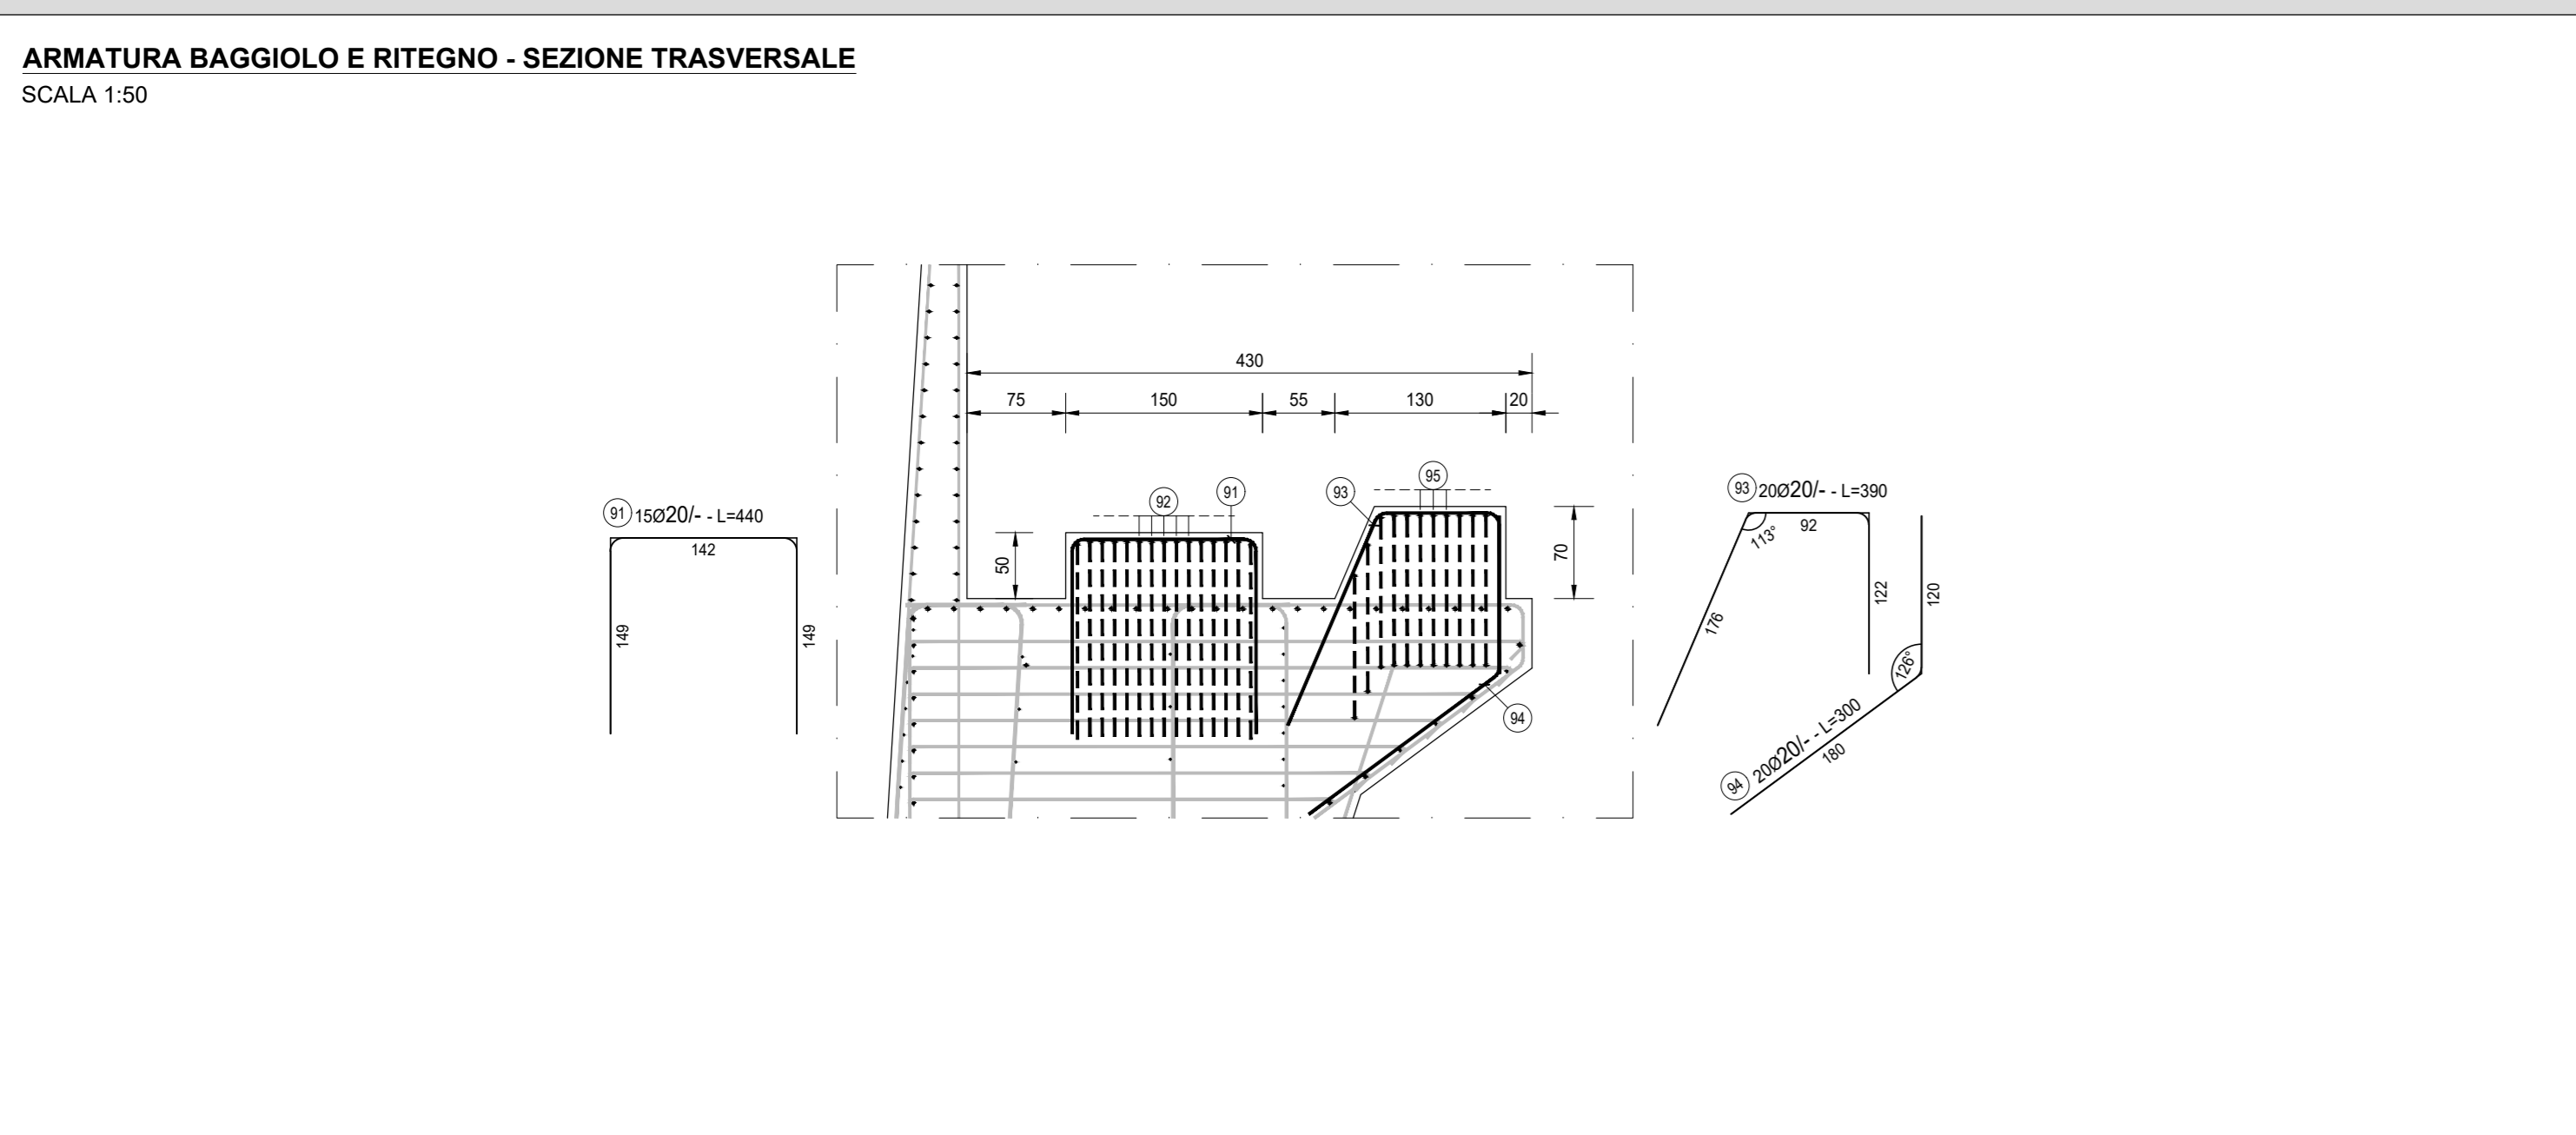 ARMATURA BAGGIOLO E RITEGNO - SEZIONE TRASVERSALE
SCALA 1:50
430
75 150 55 130 20
95
92 91 93
50
70
91 15Ø20/- - L=440
142
149
149
93 20Ø20/- - L=390
113° 92
176
122
120
126°
94
94 20Ø20/- - L=300
180